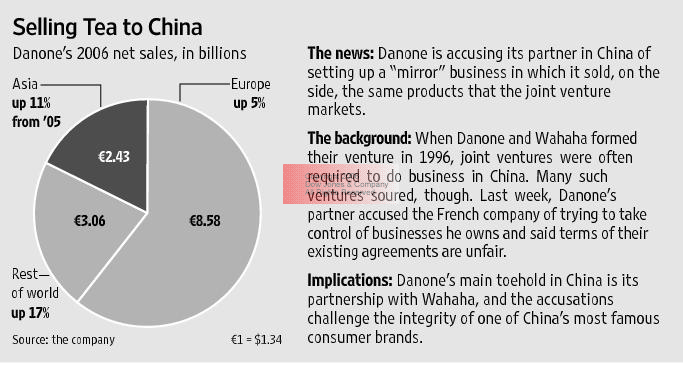 Selling Tea to China
Danone's 2006 net sales, in billions
Asia
up 11%
from '05
Europe
up 5%
€2.43
€3.06
€8.58
Rest
of world
up 17%
Source: the company
€1 = $1.34
The news: Danone is accusing its partner in China of
setting up a “mirror” business in which it sold, on the
side, the same products that the joint venture
markets.
The background: When Danone and Wahaha formed
their venture in 1996, joint ventures were often
required to do business in China. Many such
ventures soured, though. Last week, Danone's
partner accused the French company of trying to take
control of businesses he owns and said terms of their
existing agreements are unfair.
Implications: Danone's main toehold in China is its
partnership with Wahaha, and the accusations
challenge the integrity of one of China's most famous
consumer brands.
Dow Jones & Company